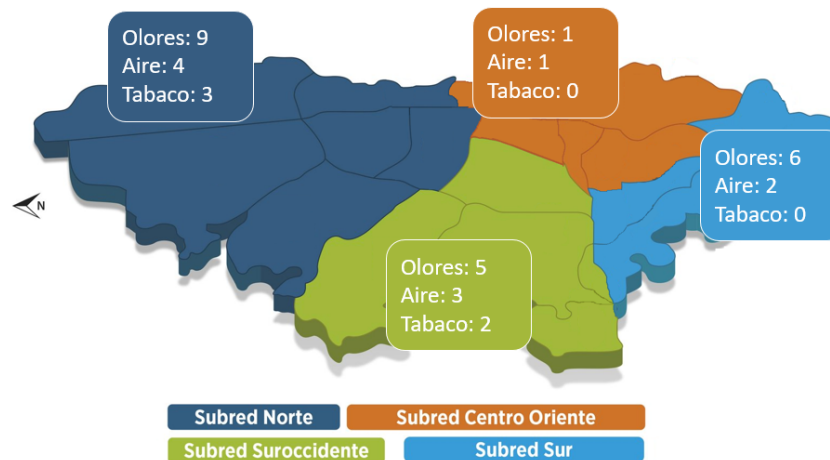 Olores: 9
Aire: 4
Tabaco: 3
Olores: 1
Aire: 1
Tabaco: 0
Olores: 6
Aire: 2
Tabaco: 0
N
Olores: 5
Aire: 3
Tabaco: 2
Subred Norte
Subred Centro Oriente
Subred Suroccidente
Subred Sur